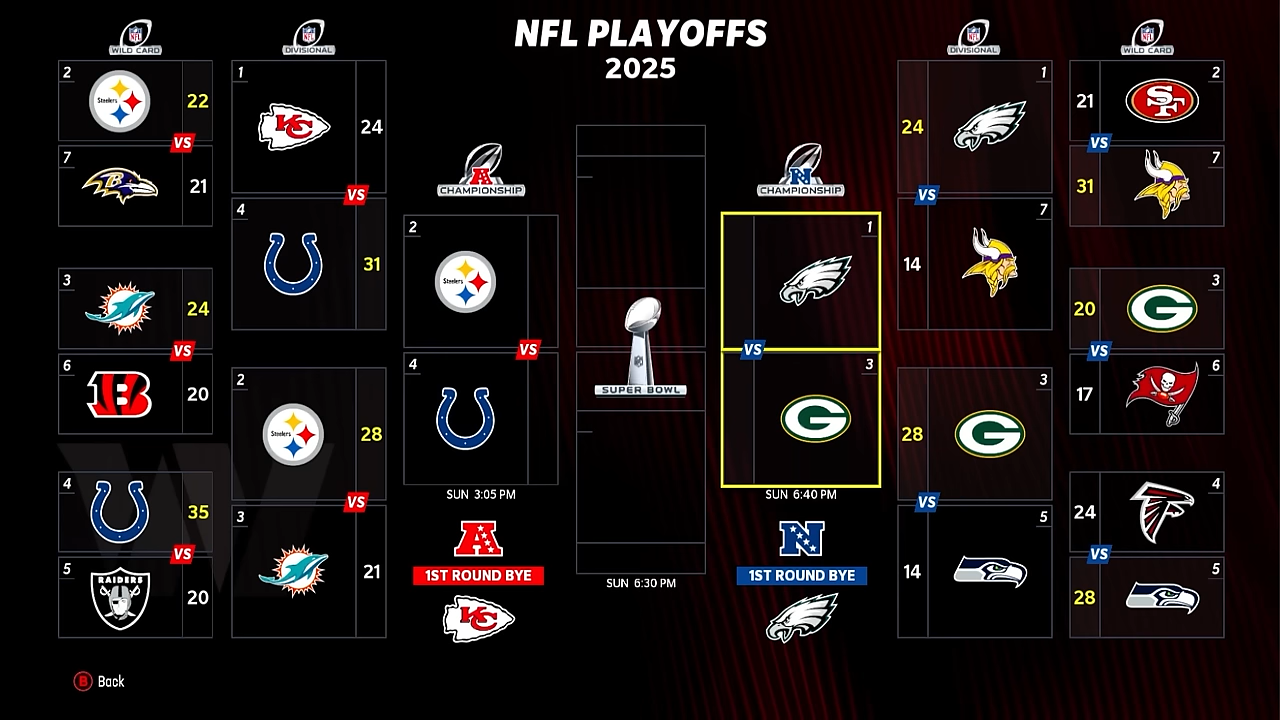 NFL PLAYOFFS
2025
WILD CARD
DIVISIONAL
DIVISIONAL
WILD CARD
2
Steelers
22
VS
7
B
21
3
24
VS
6
B
20
4
35
VS
5
RAIDERS
20
1
KC
24
VS
4
31
2
Steelers
28
VS
3
21
A
CHAMPIONSHIP
2
Steelers
VS
4
SUN 3:05 PM
A
1ST ROUND BYE
KC
NFL
SUPER BOWL
SUN 6:30 PM
N
CHAMPIONSHIP
1
VS
3
G
SUN 6:40 PM
N
1ST ROUND BYE
1
24
VS
7
14
3
28
G
VS
5
14
2
21
SF
VS
7
31
3
20
G
VS
6
17
4
24
VS
5
28
B Back